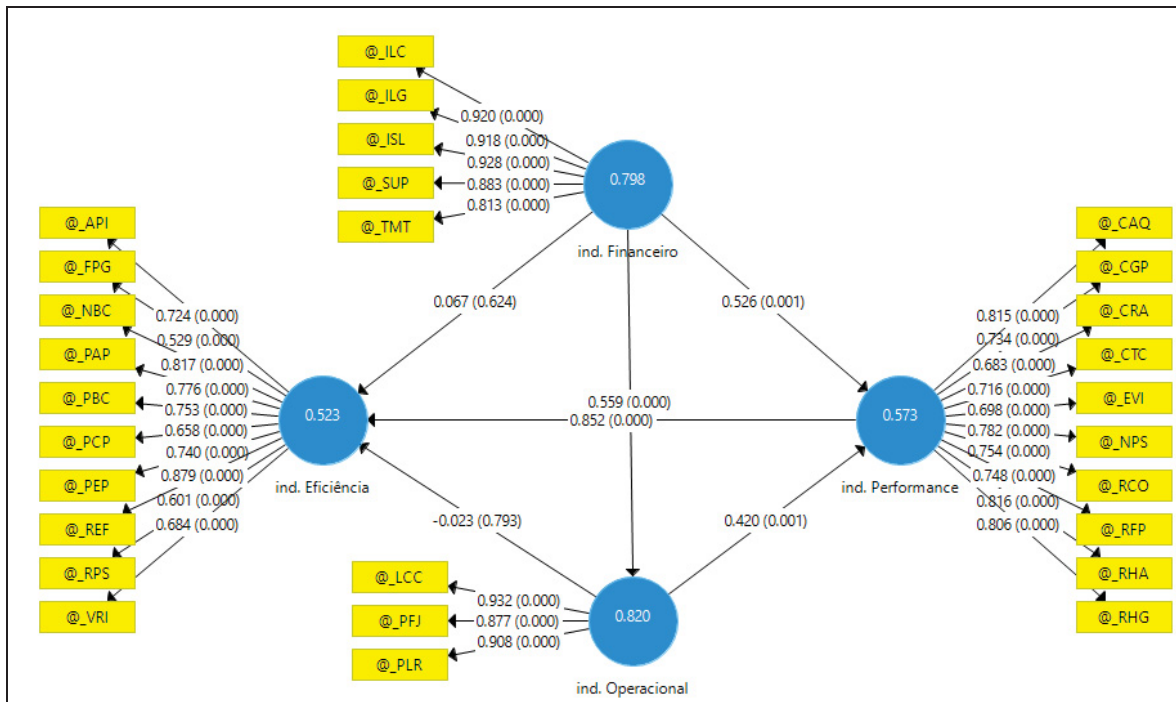 @_ILC
@_ILG
@_ISL
@_SUP
@_TMT
0.920 (0.000)
0.918 (0.000)
0.928 (0.000)
0.883 (0.000)
0.813 (0.000)
0.798
ind. Financeiro
@_API
@_FPG
@_NBC
@_PAP
@_PBC
@_PCP
@_PEP
@_REF
@_RPS
@_VRI
0.724 (0.000)
0.529 (0.000)
0.817 (0.000)
0.776 (0.000)
0.753 (0.000)
0.658 (0.000)
0.740 (0.000)
0.879 (0.000)
0.601 (0.000)
0.684 (0.000)
0.523
ind. Eficiência
0.067 (0.624)
0.526 (0.001)
0.559 (0.000)
0.852 (0.000)
-0.023 (0.793)
0.420 (0.001)
0.573
ind. Performance
0.815 (0.000)
0.734 (0.000)
0.683 (0.000)
0.716 (0.000)
0.698 (0.000)
0.782 (0.000)
0.754 (0.000)
0.748 (0.000)
0.816 (0.000)
0.806 (0.000)
@_CAQ
@_CGP
@_CRA
@_CTC
@_EVI
@_NPS
@_RCO
@_RFP
@_RHA
@_RHG
@_LCC
@_PFJ
@_PLR
0.932 (0.000)
0.877 (0.000)
0.908 (0.000)
0.820
ind. Operacional